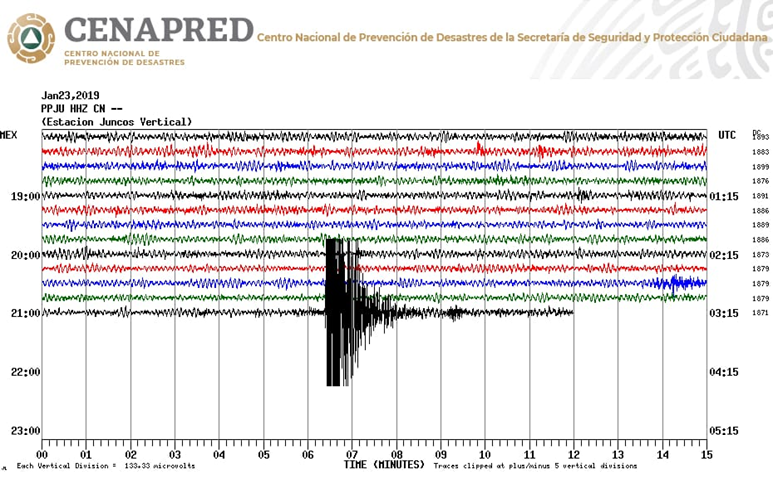 CENAPRED
CENTRO NACIONAL DE
PREVENCIÓN DE DESASTRES
Centro Nacional de Prevención de Desastres de la Secretaría de Seguridad y Protección Ciudadana
Jan23,2019
PPJU HHZ CN --
(Estacion Juncos Vertical)
MEX UTC DC
1893
1883
1899
1876
19:00 01:15 1891
1886
1889
1886
20:00 02:15 1873
1879
1879
1879
21:00 03:15 1871
22:00 04:15
23:00 05:15
00 01 02 03 04 05 06 07 08 09 10 11 12 13 14 15
TIME (MINUTES)
Each Vertical Division = 133.33 microvolts Traces clipped at plus/minus 5 vertical divisions